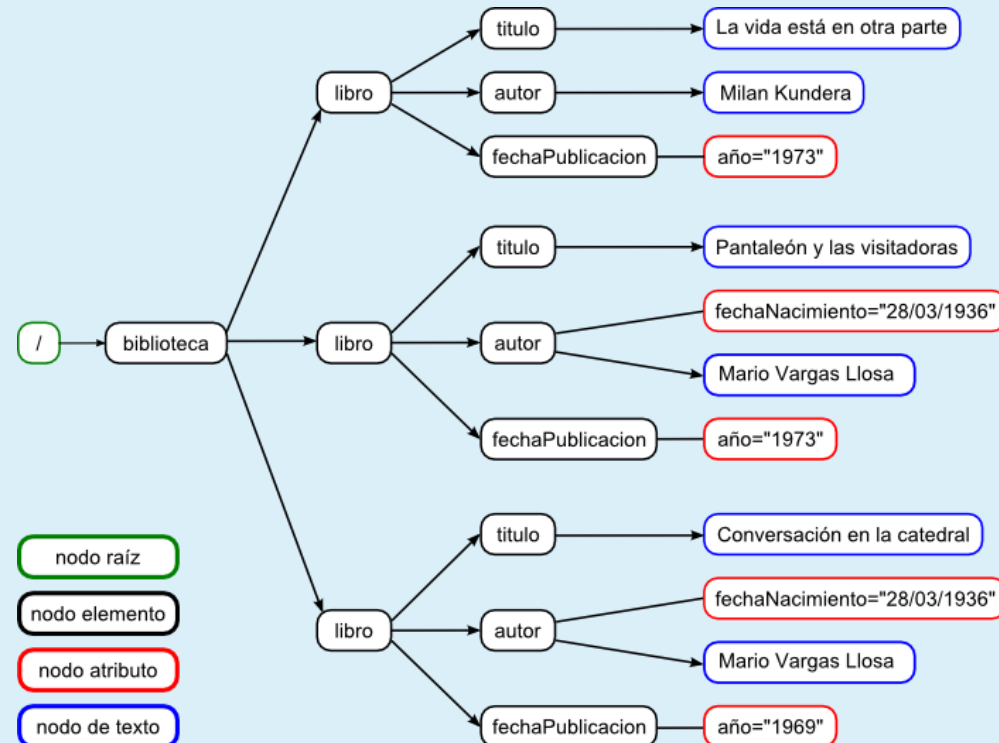 titulo
La vida está en otra parte
libro
autor
Milan Kundera
fechaPublicacion
año="1973"
titulo
Pantaleón y las visitadoras
/
biblioteca
libro
autor
fechaNacimiento="28/03/1936"
Mario Vargas Llosa
fechaPublicacion
año="1973"
titulo
Conversación en la catedral
libro
autor
fechaNacimiento="28/03/1936"
Mario Vargas Llosa
fechaPublicacion
año="1969"
nodo raíz
nodo elemento
nodo atributo
nodo de texto